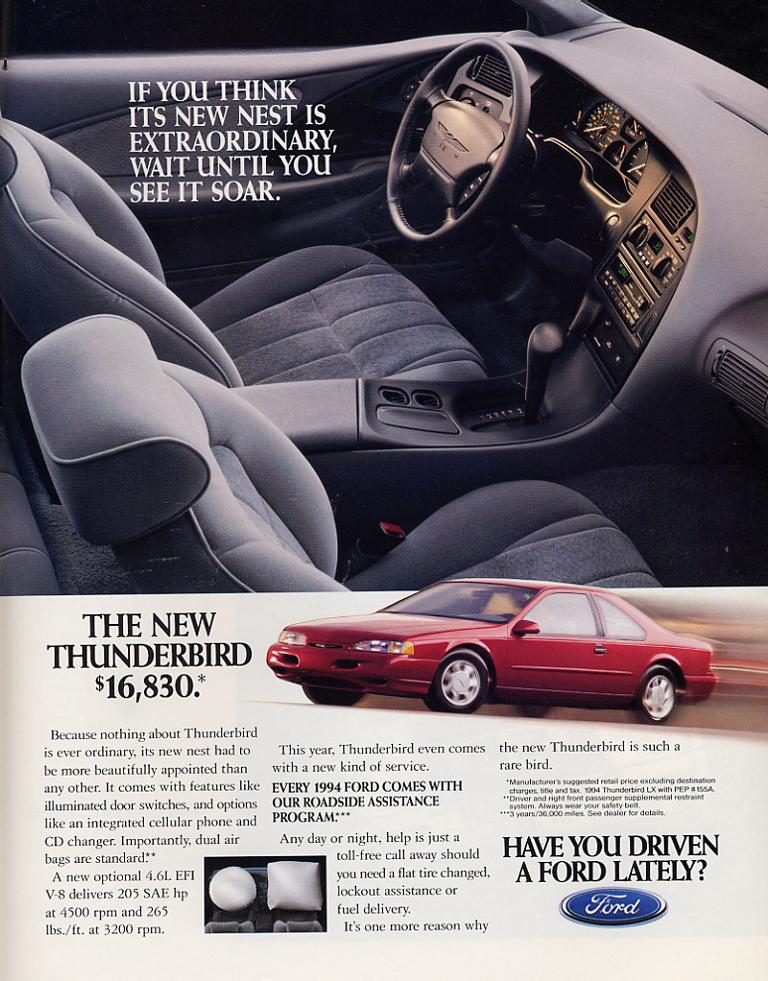 IF YOU THINK
ITS NEW NEST IS
EXTRAORDINARY,
WAIT UNTIL YOU
SEE IT SOAR.
THE NEW
THUNDERBIRD
$16,830.*
Because nothing about Thunderbird
is ever ordinary, its new nest had to
be more beautifully appointed than
any other. It comes with features like
illuminated door switches, and options
like an integrated cellular phone and
CD changer. Importantly, dual air
bags are standard.**
A new optional 4.6L EFI
V-8 delivers 205 SAE hp
at 4500 rpm and 265
lbs./ft. at 3200 rpm.
This year, Thunderbird even comes
with a new kind of service.
EVERY 1994 FORD COMES WITH
OUR ROADSIDE ASSISTANCE
PROGRAM.***
Any day or night, help is just a
toll-free call away should
you need a flat tire changed,
lockout assistance or
fuel delivery.
It's one more reason why
the new Thunderbird is such a
rare bird.
*Manufacturer's suggested retail price excluding destination
charges, title and tax. 1994 Thunderbird LX with PEP #155A.
**Driver and right front passenger supplemental restraint
system. Always wear your safety belt.
***3 years/36,000 miles. See dealer for details.
HAVE YOU DRIVEN
A FORD LATELY?
Ford